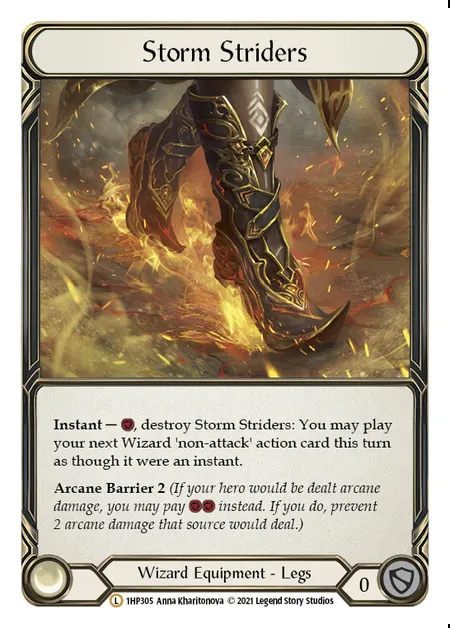 Storm Striders
Instant — , destroy Storm Striders: You may play
your next Wizard 'non-attack' action card this turn
as though it were an instant.
Arcane Barrier 2 (If your hero would be dealt arcane
damage, you may pay instead. If you do, prevent
2 arcane damage that source would deal.)
Wizard Equipment - Legs
0
L 1HP305 Anna Kharitonova © 2021 Legend Story Studios